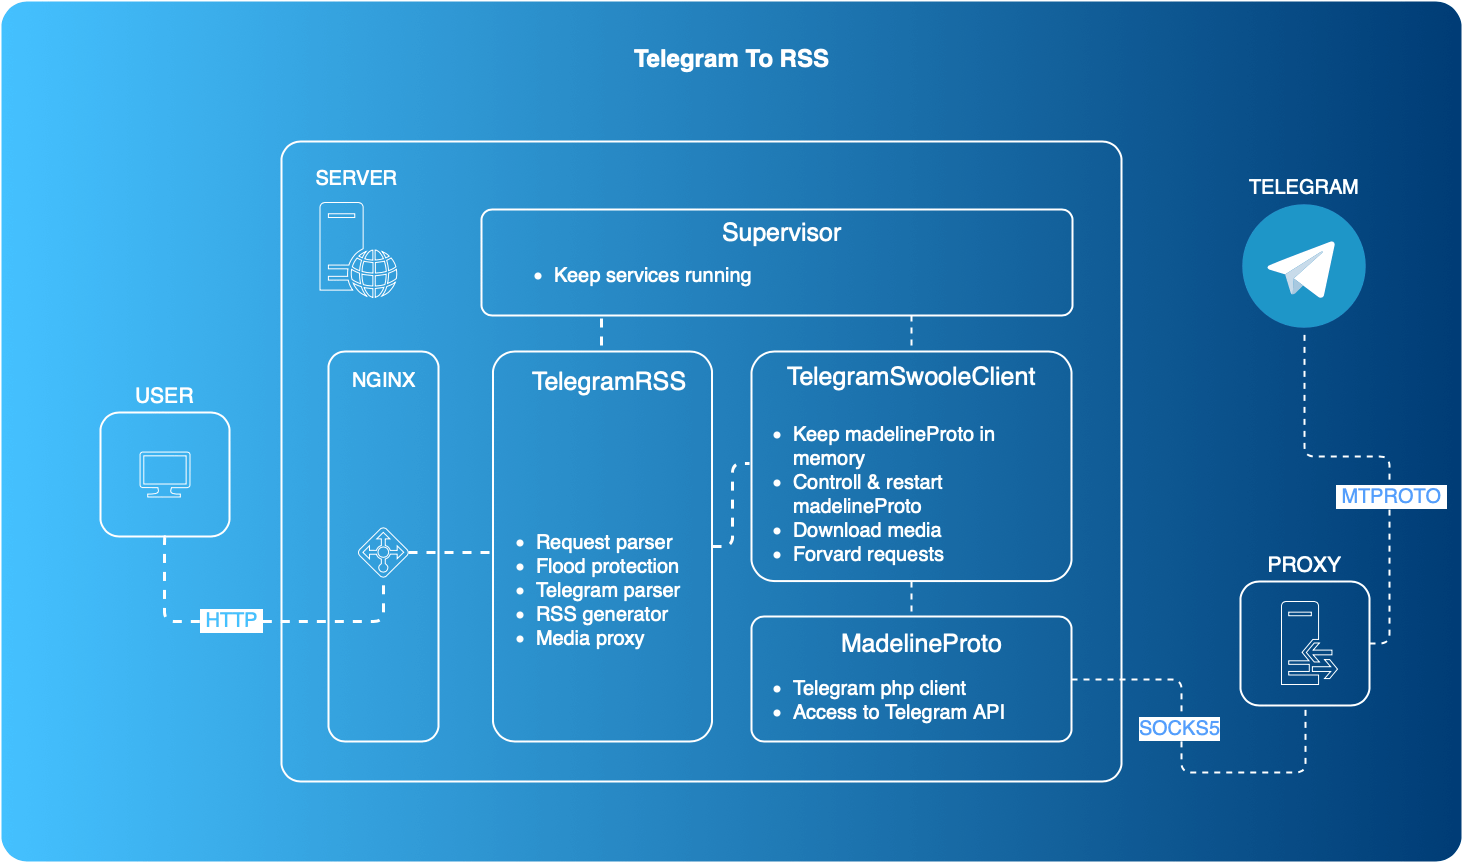 Telegram To RSS
SERVER
Supervisor
• Keep services running
TELEGRAM
USER
NGINX
TelegramRSS
• Request parser
• Flood protection
• Telegram parser
• RSS generator
• Media proxy
TelegramSwooleClient
• Keep madelineProto in
memory
• Controll & restart
madelineProto
• Download media
• Forvard requests
MadelineProto
• Telegram php client
• Access to Telegram API
HTTP
MTPROTO
PROXY
SOCKS5